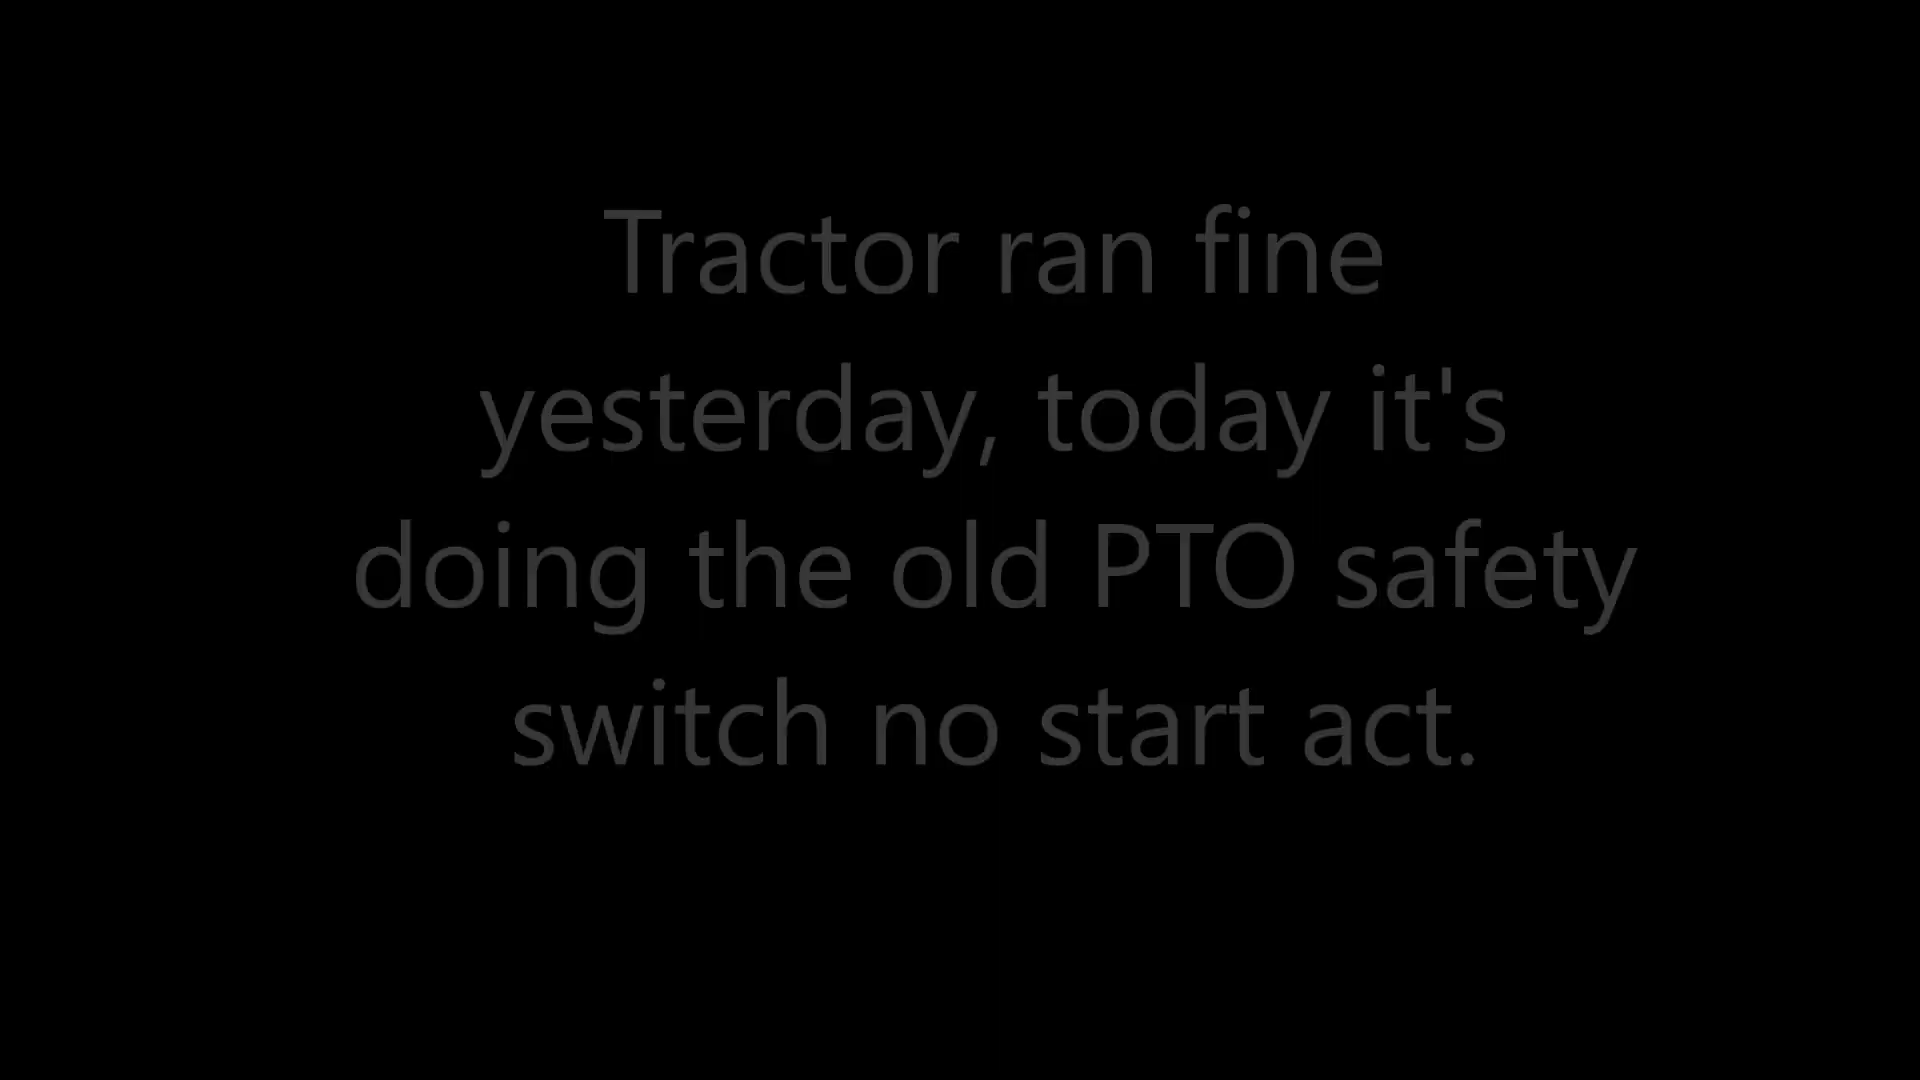 Tractor ran fine
yesterday, today it's
doing the old PTO safety
switch no start act.